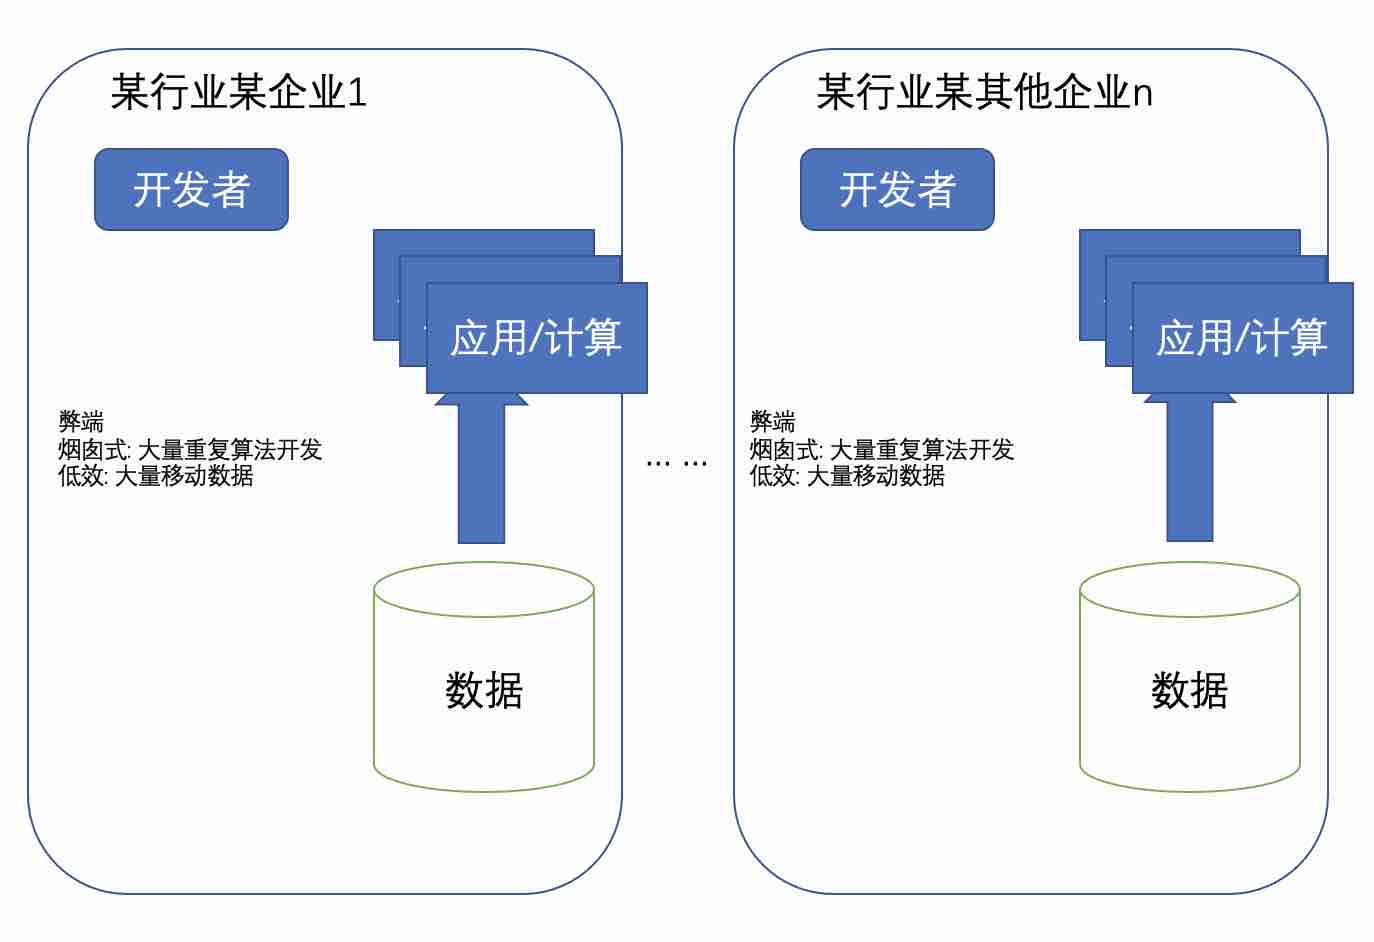 某行业某企业1
开发者
应用/计算
弊端
烟囱式: 大量重复算法开发
低效: 大量移动数据
数据
... ...
某行业某其他企业n
开发者
应用/计算
弊端
烟囱式: 大量重复算法开发
低效: 大量移动数据
数据